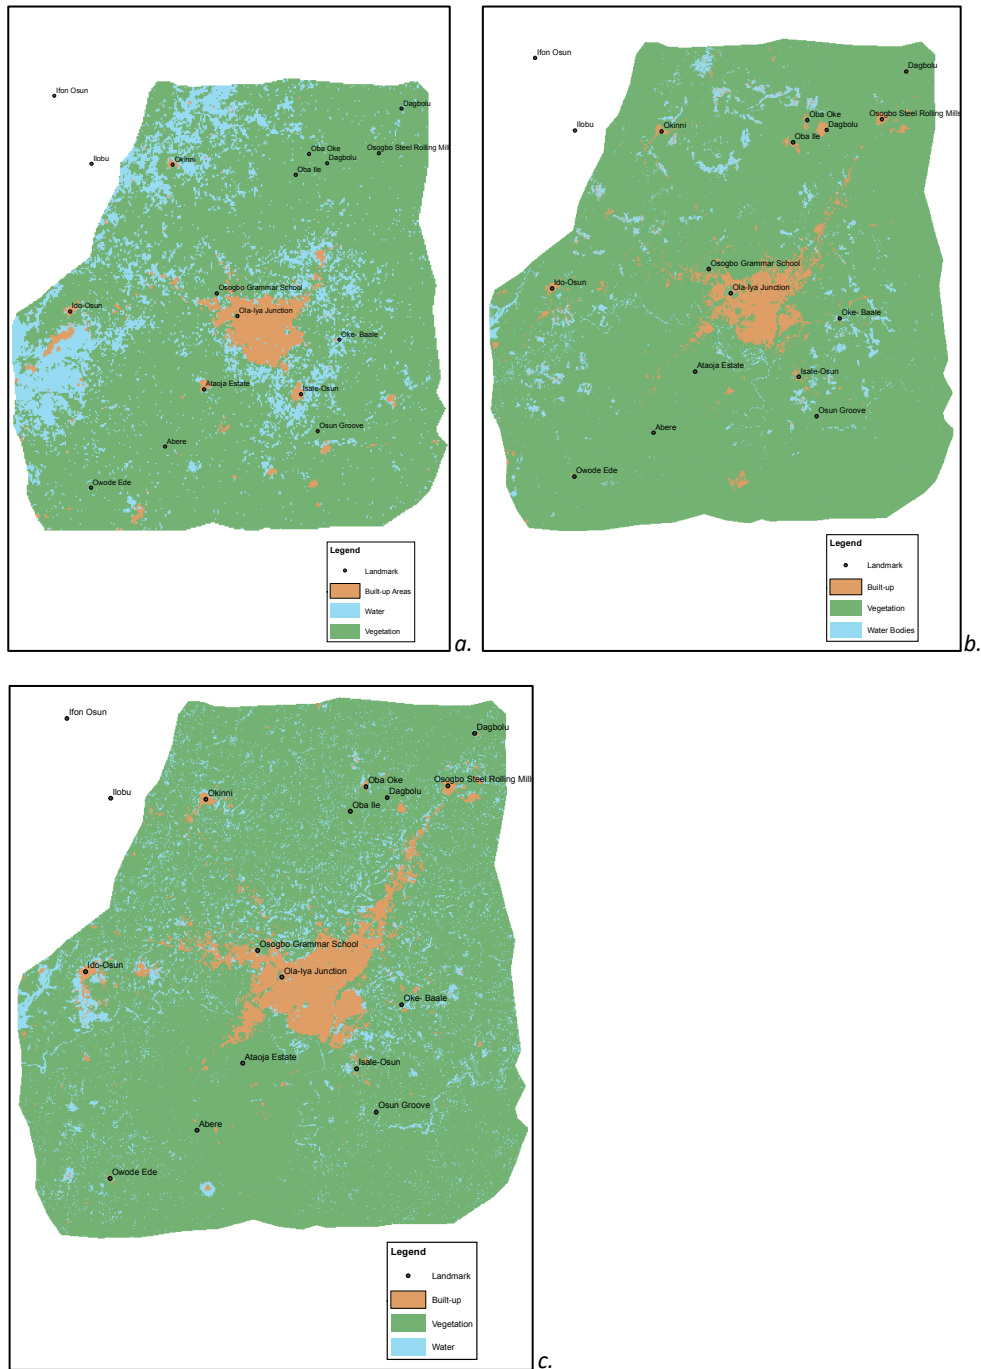 Ifon Osun
Dagbolu
Ilobu
Okinni
Oba Oke
Dagbolu
Osogbo Steel Rolling Mill
Oba Ile
Osogbo Grammar School
Ido-Osun
Ola-Iya Junction
Oke- Baale
Ataoja Estate
Isale-Osun
Osun Groove
Abere
Owode Ede
Legend
Landmark
Built-up Areas
Water
Vegetation
a.
Ifon Osun
Dagbolu
Ilobu
Okinni
Oba Oke
Dagbolu
Osogbo Steel Rolling Mills
Oba Ile
Osogbo Grammar School
Ido-Osun
Ola-Iya Junction
Oke- Baale
Ataoja Estate
Isale-Osun
Osun Groove
Abere
Owode Ede
Legend
Landmark
Built-up
Vegetation
Water Bodies
b.
Ifon Osun
Dagbolu
Ilobu
Okinni
Oba Oke
Dagbolu
Osogbo Steel Rolling Mill
Oba Ile
Osogbo Grammar School
Ido-Osun
Ola-Iya Junction
Oke- Baale
Ataoja Estate
Isale-Osun
Osun Groove
Abere
Owode Ede
Legend
Landmark
Built-up
Vegetation
Water
c.